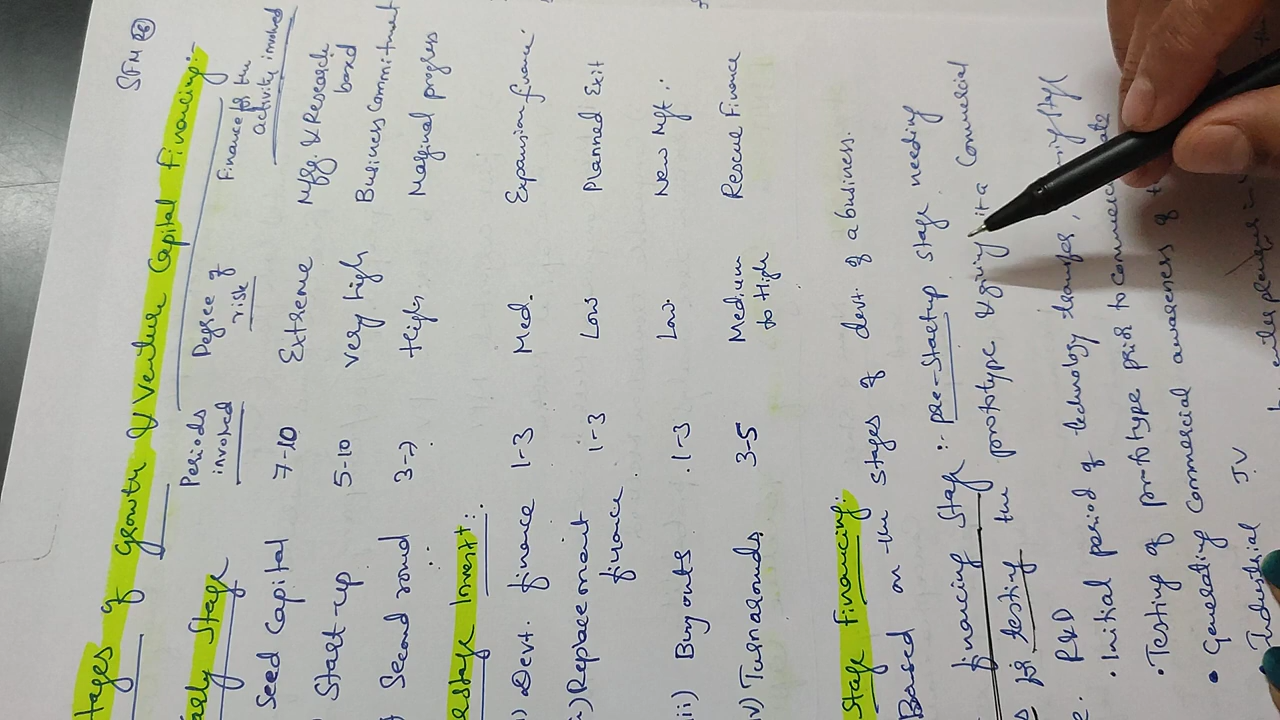 SFM 26
Stages of Growth & Venture Capital Financing:-
Early Stage
Periods involved
Degree of risk
Finance for the activity involved
Seed Capital 7-10 Extreme Mfg. & Research based
Start-up 5-10 Very high Business Commitment
Second round 3-7 High Marginal progress
Invest:
Devt. finance 1-3 Med. Expansion finance
Replacement finance 1-3 Low Planned Exit
iii) Buyouts 1-3 Low New Mgt.
iv) Turnarounds 3-5 Medium to High Rescue Finance
Stage Financing:
Based on the stages of devt. of a business.
financing Stage :- pre-Startup Stage needing
for testing the prototype & giving it a Commercial
R&D
• Initial period of technology transfer,
• Testing of prototype prior to
• Generating Commercial awareness of
Industrial JV